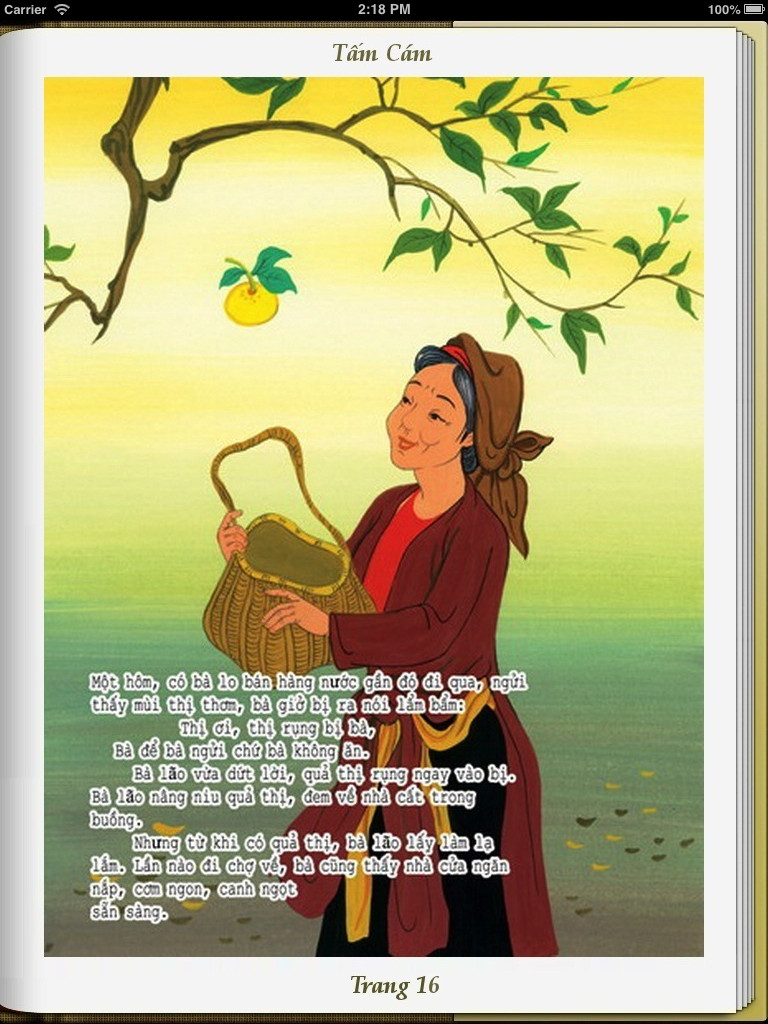 Carrier 2:18 PM 100%
Tấm Cám
Một hôm, có bà lo bán hàng nước gần đó đi qua, ngửi
thấy mùi thị thơm, bà giở bị ra nói lẩm bẩm:
Thị ơi, thị rụng bị bà,
Bà để bà ngửi chứ bà không ăn.
Bà lão vừa dứt lời, quả thị rụng ngay vào bị.
Bà lão nâng niu quả thị, đem về nhà cất trong
buồng.
Nhưng từ khi có quả thị, bà lão lấy làm lạ
lắm. Lần nào đi chợ về, bà cũng thấy nhà cửa ngăn
nắp, cơm ngon, canh ngọt
sẵn sàng.
Trang 16